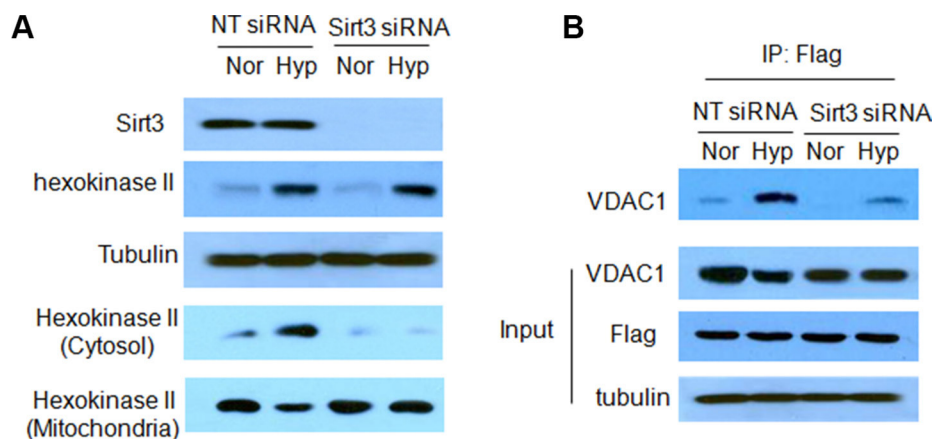 A
NT siRNA Sirt3 siRNA
Nor Hyp Nor Hyp
Sirt3
hexokinase II
Tubulin
Hexokinase II
(Cytosol)
Hexokinase II
(Mitochondria)
B
IP: Flag
NT siRNA Sirt3 siRNA
Nor Hyp Nor Hyp
VDAC1
VDAC1
Input
Flag
tubulin